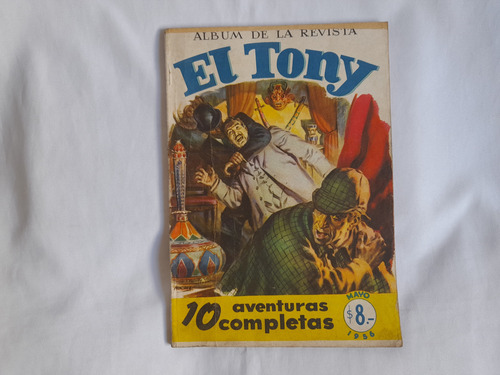 ALBUM DE LA REVISTA
El Tony
10 aventuras
completas
MAYO
$8.-
1956